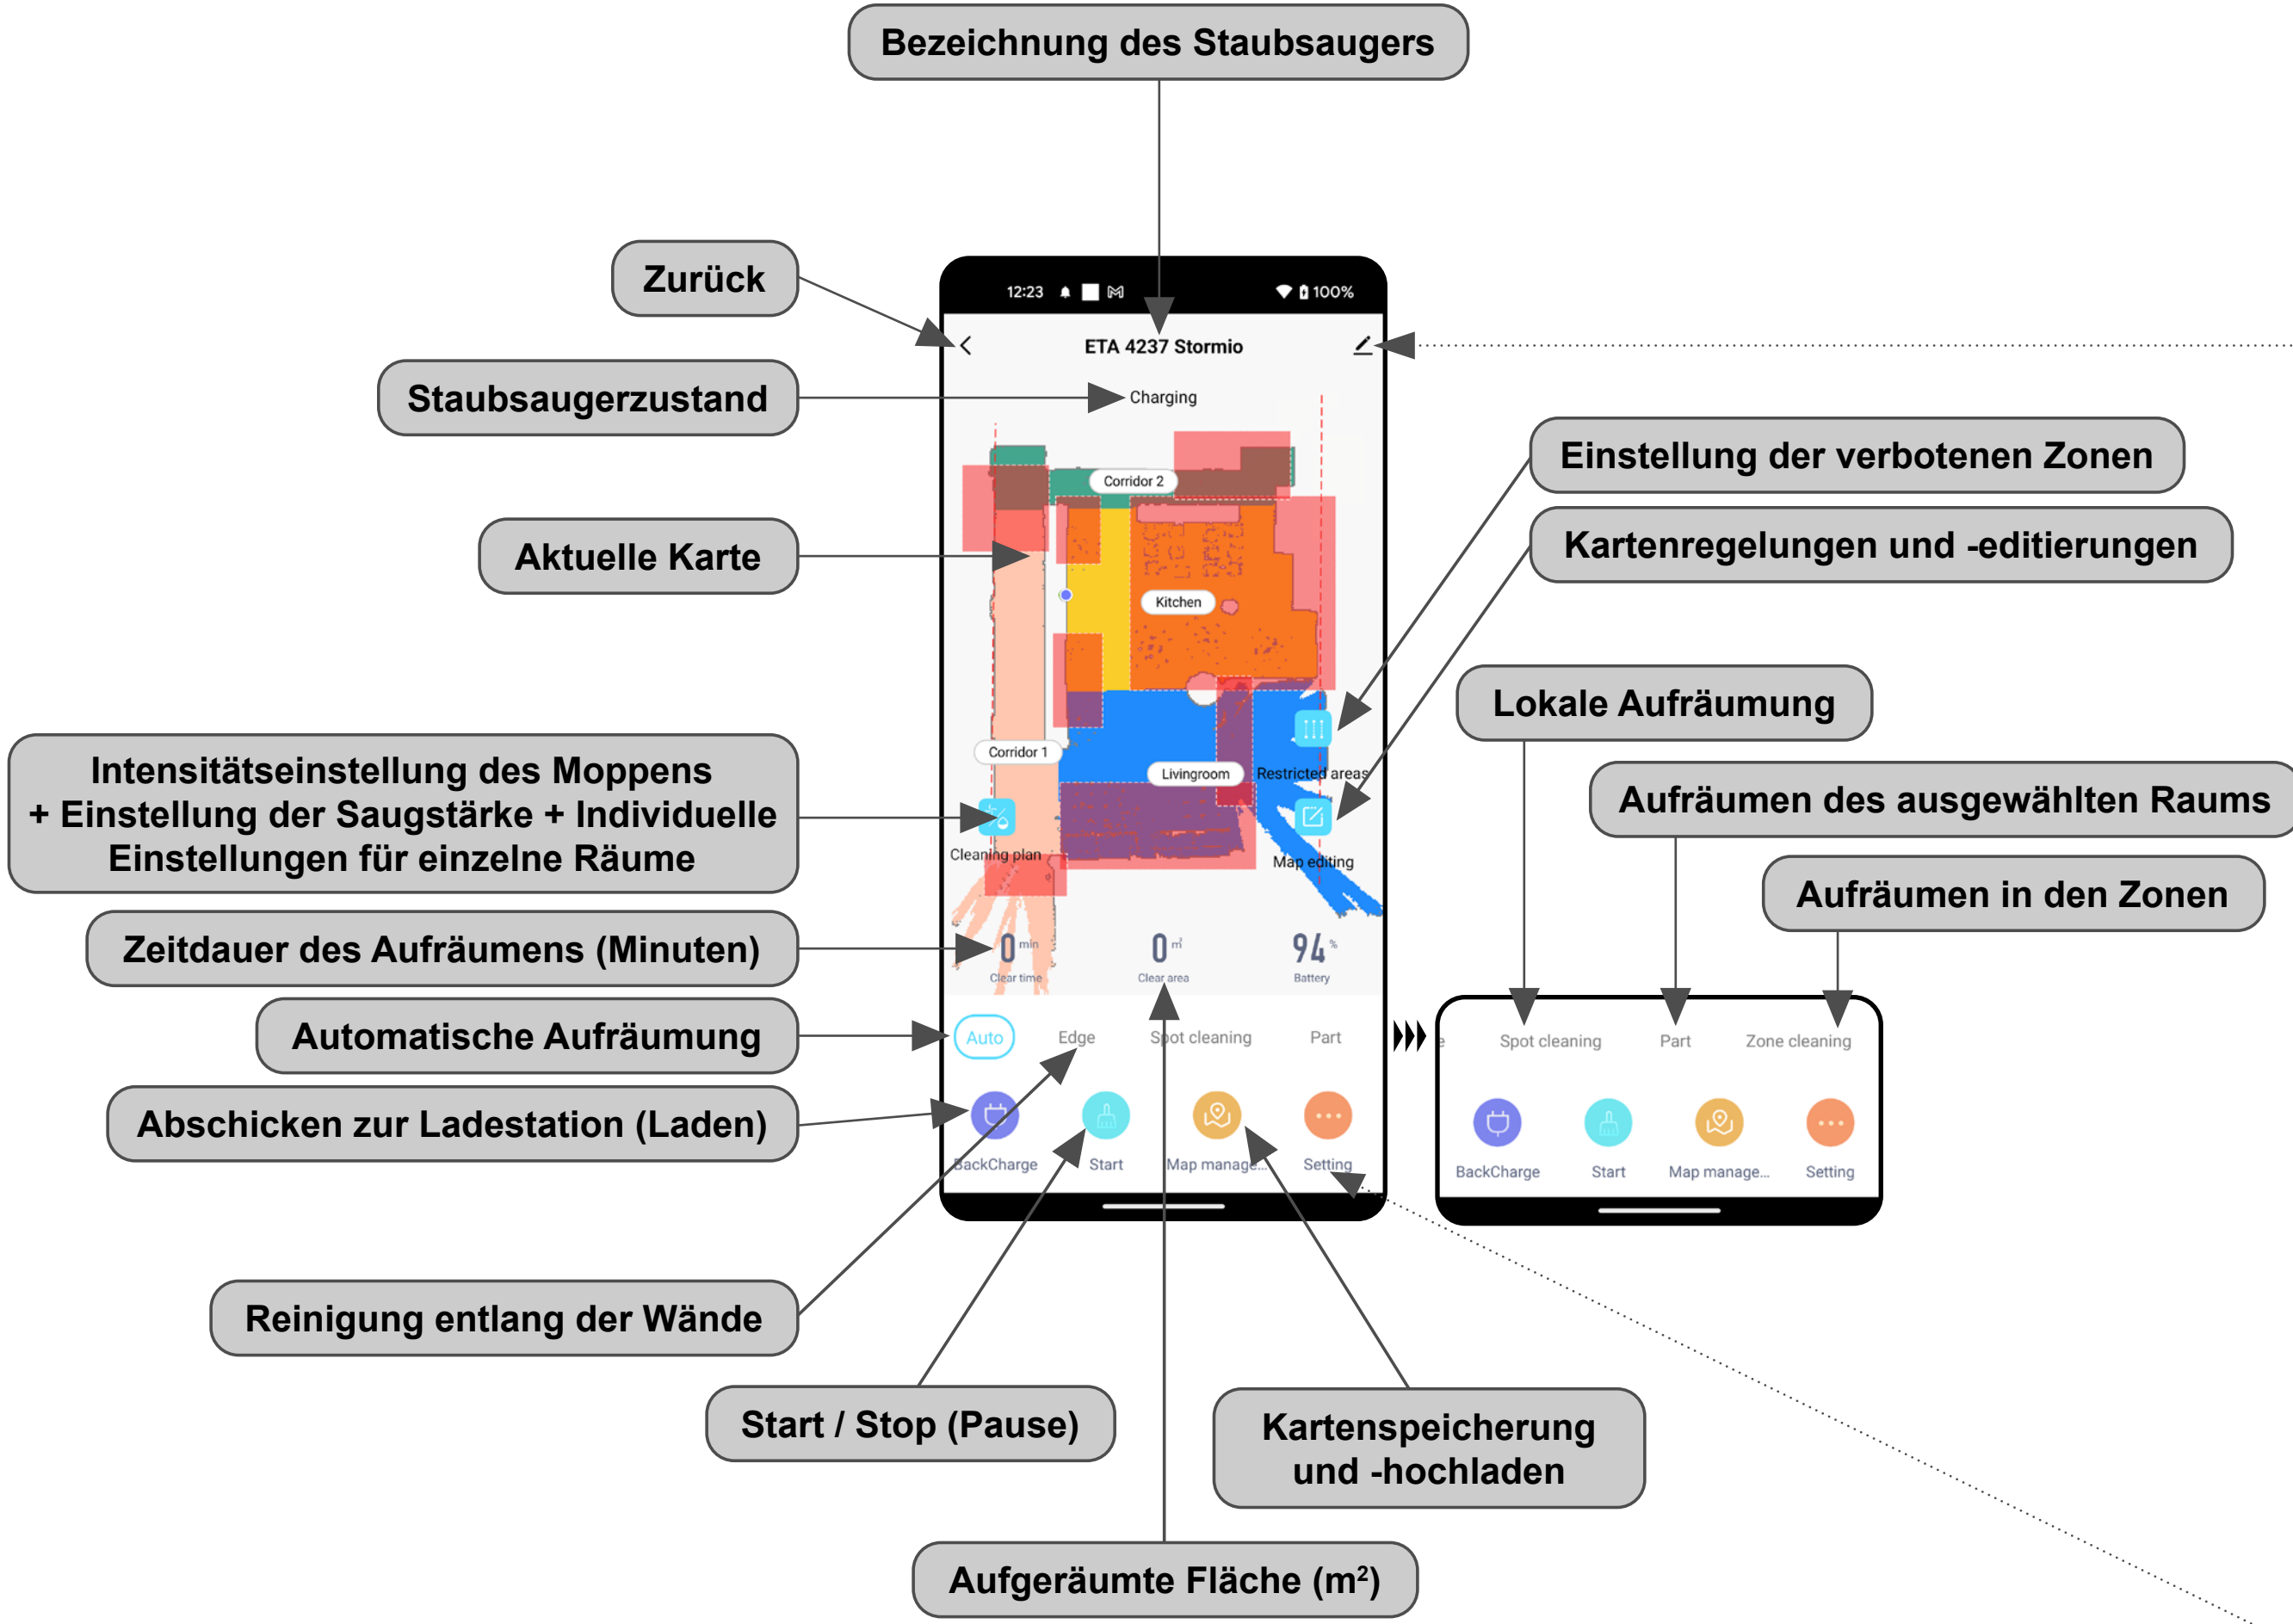 Bezeichnung des Staubsaugers
Zurück
12:23
100%
ETA 4237 Stormio
Staubsaugerzustand
Charging
Einstellung der verbotenen Zonen
Corridor 2
Aktuelle Karte
Kartenregelungen und -editierungen
Kitchen
Lokale Aufräumung
Corridor 1
Livingroom
Restricted areas
Intensitätseinstellung des Moppens
+ Einstellung der Saugstärke + Individuelle
Einstellungen für einzelne Räume
Aufräumen des ausgewählten Raums
Cleaning plan
Map editing
Aufräumen in den Zonen
Zeitdauer des Aufräumens (Minuten)
0 min
Clear time
0 m²
Clear area
94 %
Battery
Automatische Aufräumung
Auto
Edge
Spot cleaning
Part
e
Spot cleaning
Part
Zone cleaning
Abschicken zur Ladestation (Laden)
BackCharge
Start
Map manage...
Setting
BackCharge
Start
Map manage...
Setting
Reinigung entlang der Wände
Start / Stop (Pause)
Kartenspeicherung
und -hochladen
Aufgeräumte Fläche (m²)